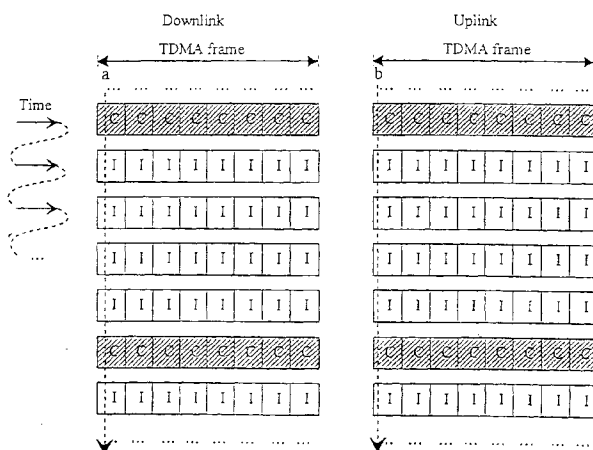 Downlink Uplink
TDMA frame TDMA frame
a b
... ... ... ... ... ... ... ... ... ... ... ... ... ... ... ...
Time
C C C C C C C C C C C C C C C C
I I I I I I I I I I I I I I I I
I I I I I I I I I I I I I I I I
...
I I I I I I I I I I I I I I I I
I I I I I I I I I I I I I I I I
C C C C C C C C C C C C C C
I I I I I I I I I I I I I I I I
... ... ... ... ... ... ... ... ... ... ... ... ... ... ... ...